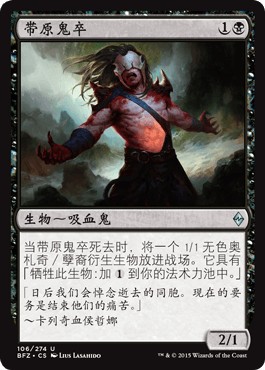 带原鬼卒 1
生物～吸血鬼
当带原鬼卒死去时，将一个 1/1 无色奥
札奇／孽裔衍生生物放进战场。它具有
「牺牲此生物：加 1 到你的法术力池中。」
「日后我们会悼念逝去的同胞。现在的要
务是结束他们的痛苦。」
～卡列奇血侯哲娜
2/1
106/274 U
BFZ • CS LIUS LASAHIDO
™ & © 2015 Wizards of the Coast